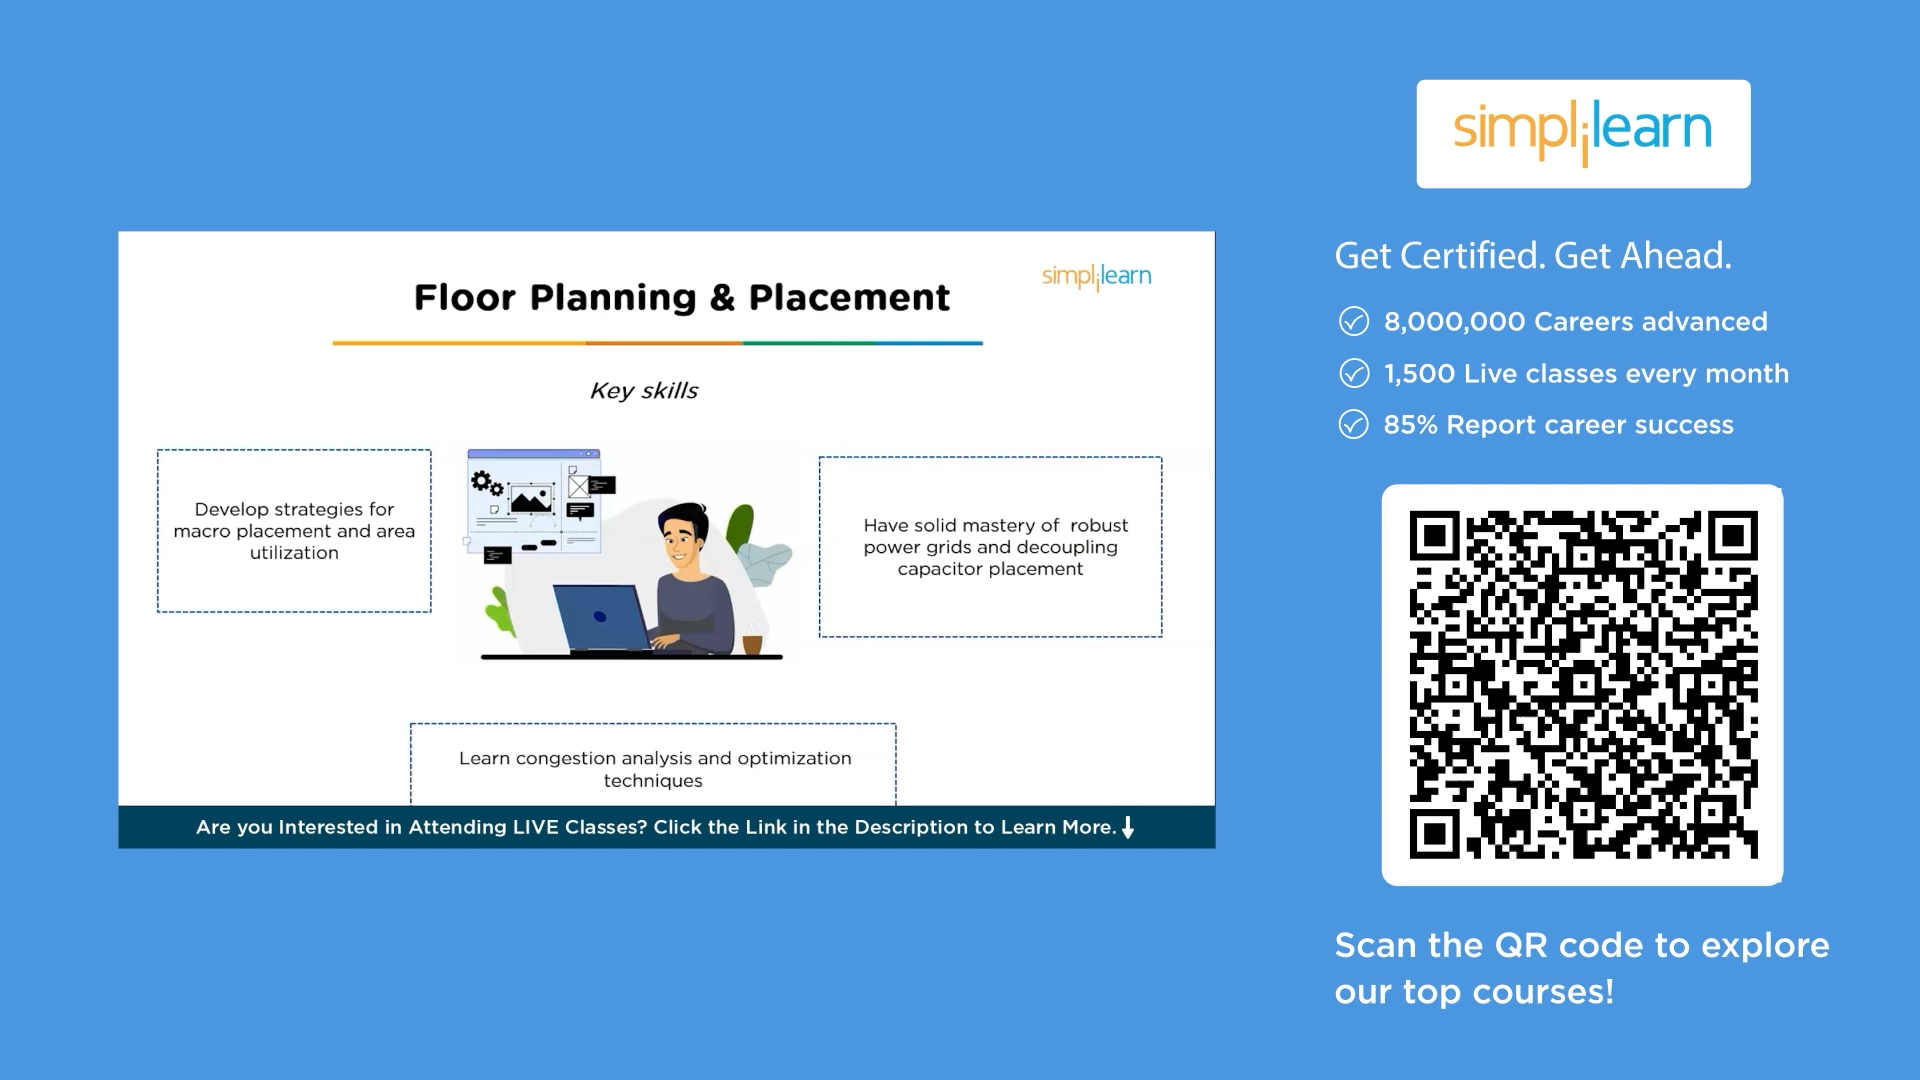 simplilearn
Floor Planning & Placement
Key skills
Develop strategies for
macro placement and area
utilization
Have solid mastery of robust
power grids and decoupling
capacitor placement
Learn congestion analysis and optimization
techniques
Are you Interested in Attending LIVE Classes? Click the Link in the Description to Learn More.
simplilearn
Get Certified. Get Ahead.
8,000,000 Careers advanced
1,500 Live classes every month
85% Report career success
Scan the QR code to explore
our top courses!